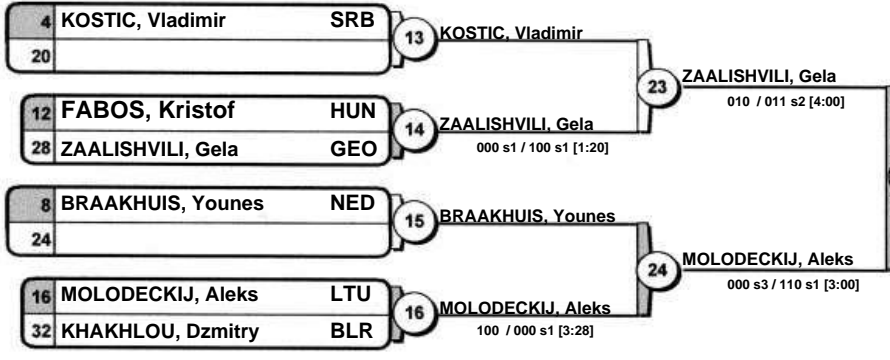 4 KOSTIC, Vladimir SRB
20
13
KOSTIC, Vladimir
12 FABOS, Kristof HUN
28 ZAALISHVILI, Gela GEO
14
ZAALISHVILI, Gela
000 s1 / 100 s1 [1:20]
23
ZAALISHVILI, Gela
010 / 011 s2 [4:00]
8 BRAAKHUIS, Younes NED
24
15
BRAAKHUIS, Younes
16 MOLODECKIJ, Aleks LTU
32 KHAKHLOU, Dzmitry BLR
16
MOLODECKIJ, Aleks
100 / 000 s1 [3:28]
24
MOLODECKIJ, Aleks
000 s3 / 110 s1 [3:00]